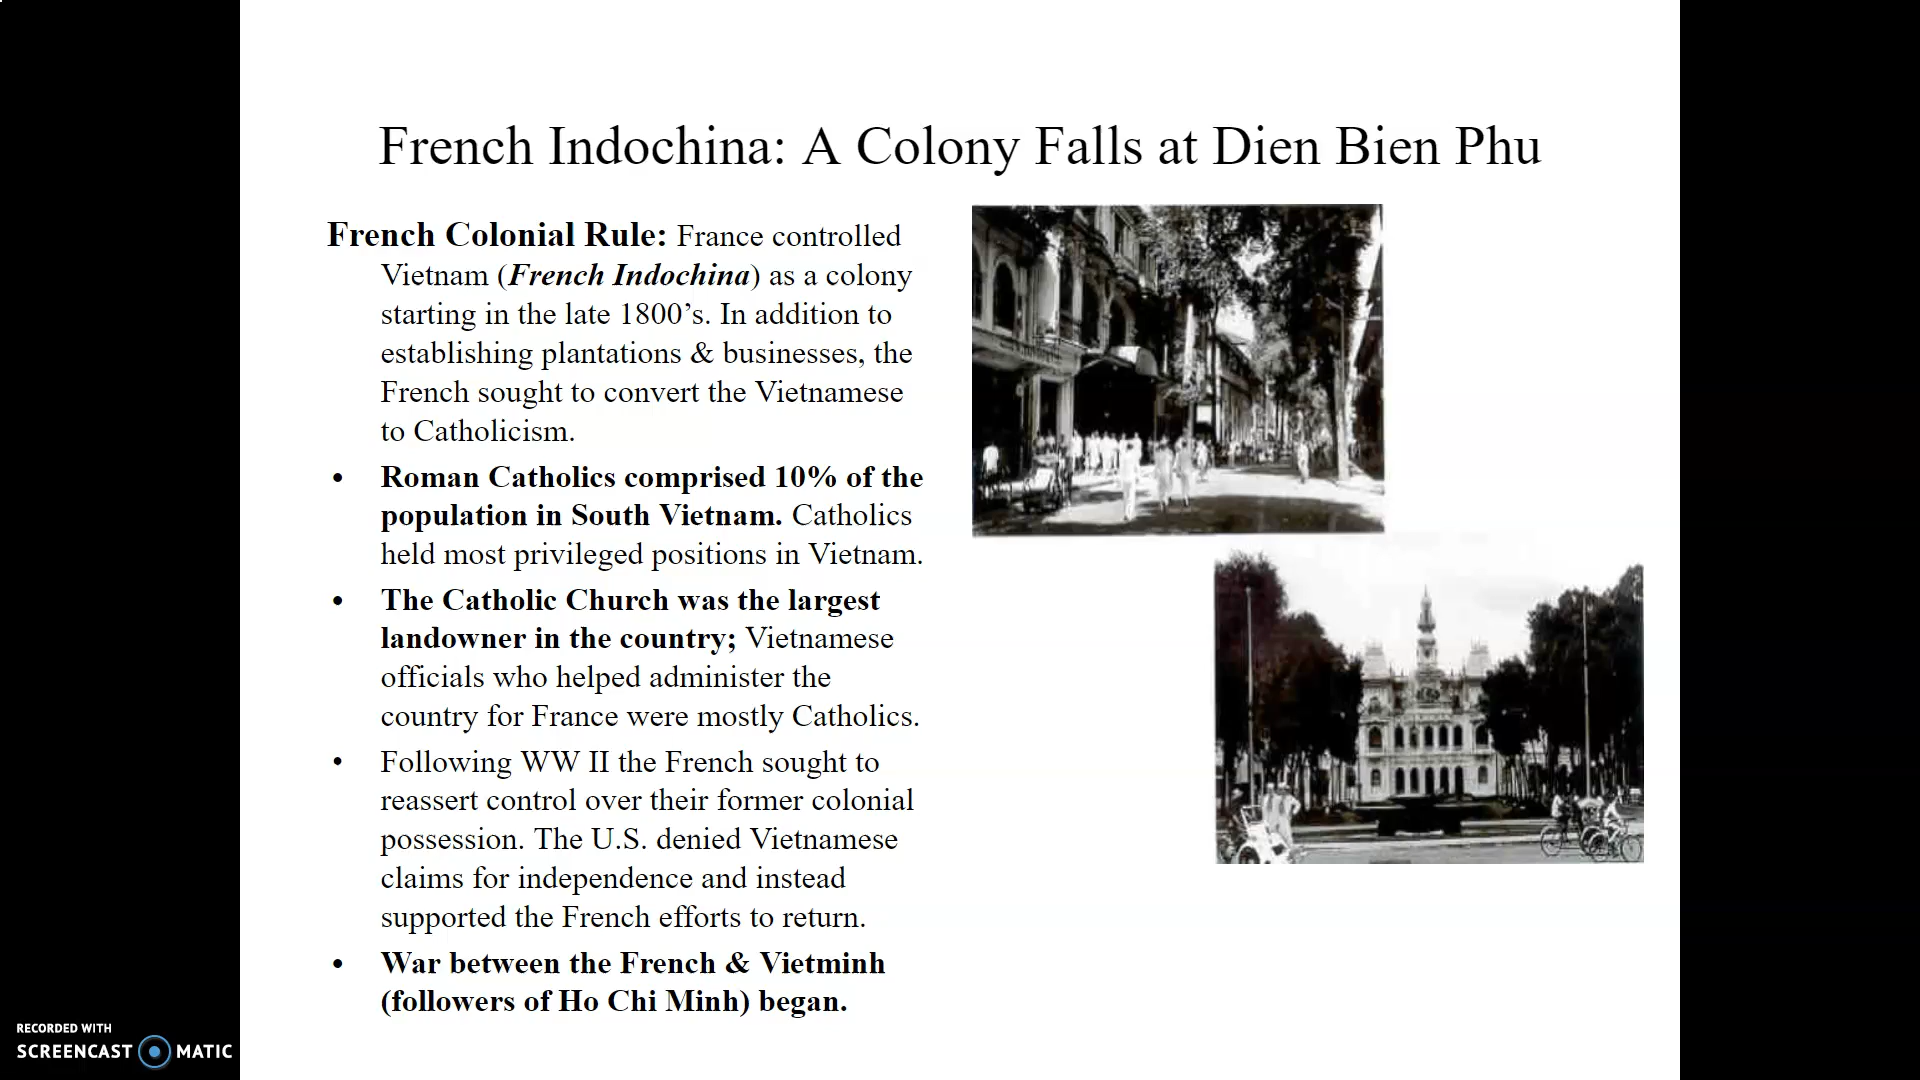 French Indochina: A Colony Falls at Dien Bien Phu
French Colonial Rule: France controlled
Vietnam (French Indochina) as a colony
starting in the late 1800’s. In addition to
establishing plantations & businesses, the
French sought to convert the Vietnamese
to Catholicism.
• Roman Catholics comprised 10% of the
population in South Vietnam. Catholics
held most privileged positions in Vietnam.
• The Catholic Church was the largest
landowner in the country; Vietnamese
officials who helped administer the
country for France were mostly Catholics.
• Following WW II the French sought to
reassert control over their former colonial
possession. The U.S. denied Vietnamese
claims for independence and instead
supported the French efforts to return.
• War between the French & Vietminh
(followers of Ho Chi Minh) began.
RECORDED WITH
SCREENCAST MATIC